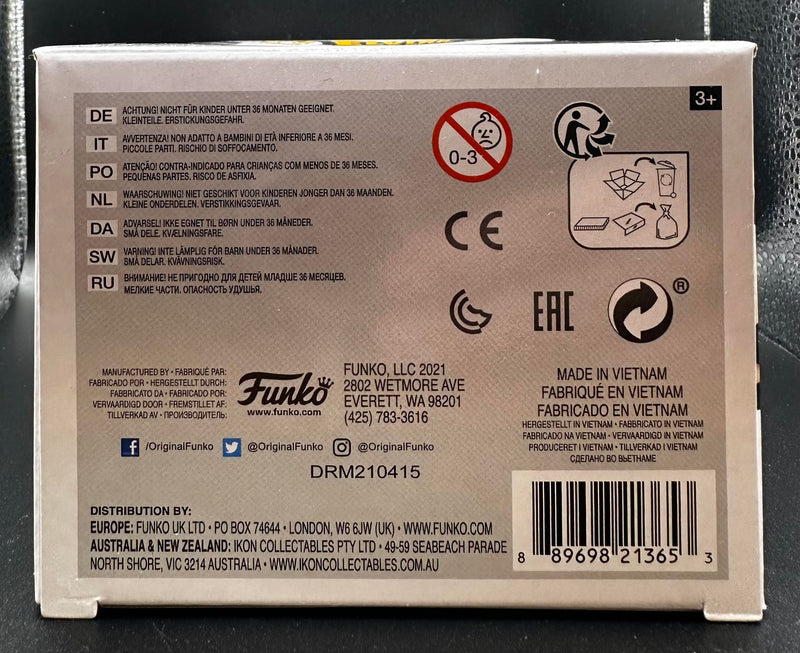 3+
DE ACHTUNG! NICHT FÜR KINDER UNTER 36 MONATEN GEEIGNET.
KLEINTEILE. ERSTICKUNGSGEFAHR.
IT AVVERTENZA! NON ADATTO A BAMBINI DI ETÀ INFERIORE A 36 MESI.
PICCOLE PARTI. RISCHIO DI SOFFOCAMENTO.
PO ATENÇÃO! CONTRA-INDICADO PARA CRIANÇAS COM MENOS DE 36 MESES.
PEQUENAS PARTES. RISCO DE ASFIXIA.
NL WAARSCHUWING! NIET GESCHIKT VOOR KINDEREN JONGER DAN 36 MAANDEN.
KLEINE ONDERDELEN. VERSTIKKINGSGEVAAR.
DA ADVARSEL! IKKE EGNET TIL BØRN UNDER 36 MÅNEDER.
SMÅ DELE. KVÆLNINGSFARE.
SW VARNING! INTE LÄMPLIG FÖR BARN UNDER 36 MÅNADER.
SMÅ DELAR. KVÄVNINGSRISK.
RU ВНИМАНИЕ! НЕ ПРИГОДНО ДЛЯ ДЕТЕЙ МЛАДШЕ 36 МЕСЯЦЕВ.
МЕЛКИЕ ЧАСТИ. ОПАСНОСТЬ УДУШЬЯ.
0-3
CE
EAC
®
MANUFACTURED BY • FABRIQUÉ PAR:
FABRICADO POR • HERGESTELLT DURCH:
FABBRICATO DA • FABRICADO POR:
VERVAARDIGD DOOR • FREMSTILLET AF:
TILLVERKAD AV • ПРОИЗВОДИТЕЛЬ:
Funko
www.funko.com
FUNKO, LLC 2021
2802 WETMORE AVE
EVERETT, WA 98201
(425) 783-3616
MADE IN VIETNAM
FABRIQUÉ EN VIETNAM
FABRICADO EN VIETNAM
HERGESTELLT IN VIETNAM • FABBRICATO IN VIETNAM
FABRICADO NA VIETNAM • VERVAARDIGD IN VIETNAM
PRODUCERET I VIETNAM • TILLVERKAD I VIETNAM
СДЕЛАНО ВО ВЬЕТНАМЕ
/OriginalFunko @OriginalFunko @OriginalFunko
DRM210415
DISTRIBUTION BY:
EUROPE: FUNKO UK LTD • PO BOX 74644 • LONDON, W6 6JW (UK) • WWW.FUNKO.COM
AUSTRALIA & NEW ZEALAND: IKON COLLECTABLES PTY LTD • 49-59 SEABEACH PARADE
NORTH SHORE, VIC 3214 AUSTRALIA • WWW.IKONCOLLECTABLES.COM.AU
8 89698 21365 3